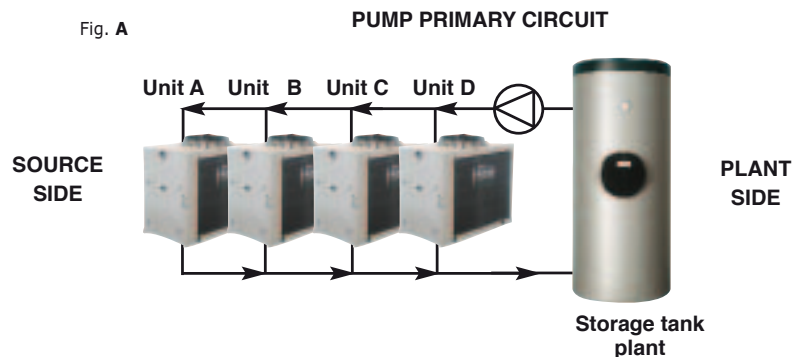 PUMP PRIMARY CIRCUIT
Fig. A
Unit A Unit B Unit C Unit D
SOURCE
SIDE
PLANT
SIDE
Storage tank
plant